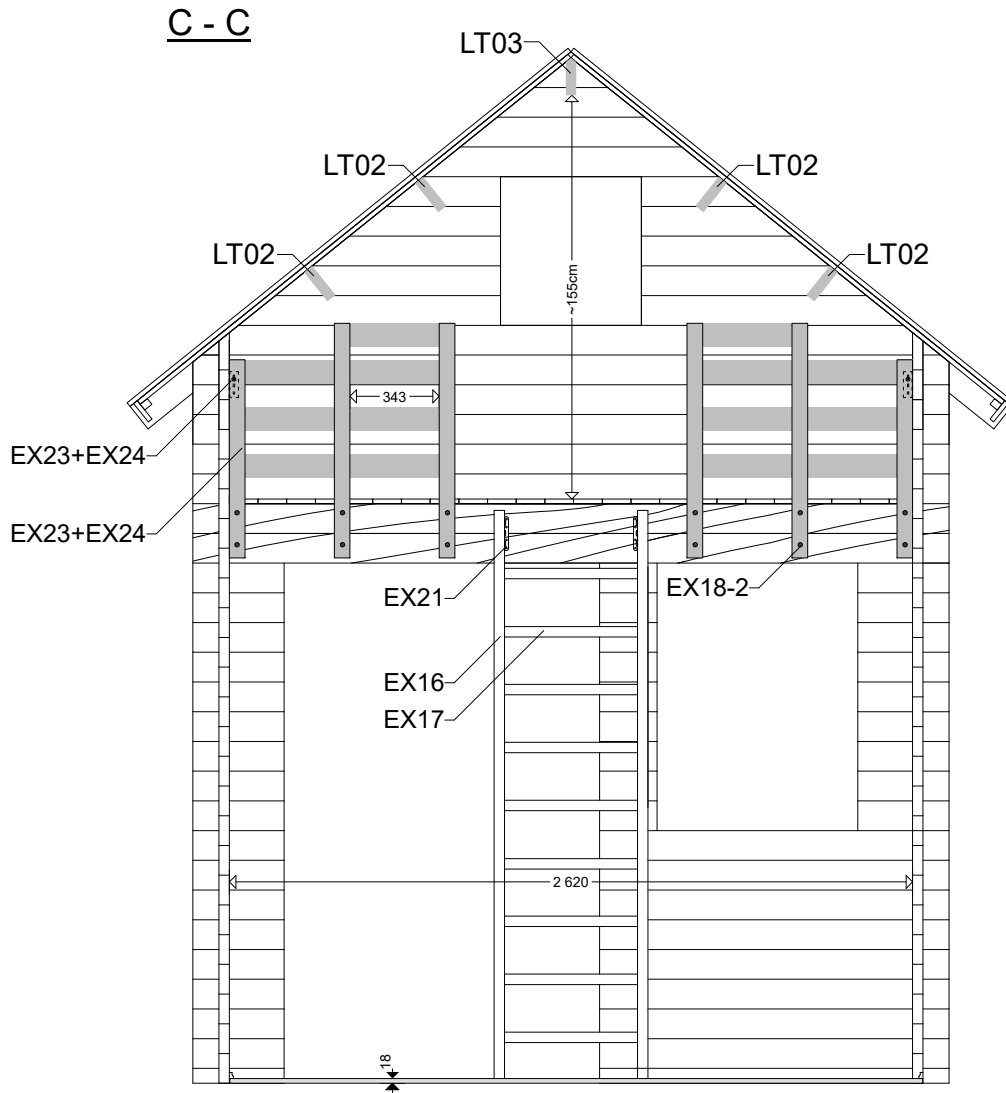 C - C
LT03
LT02
LT02
LT02
LT02
~155cm
343
EX23+EX24
EX23+EX24
EX21
EX18-2
EX16
EX17
2 620
18